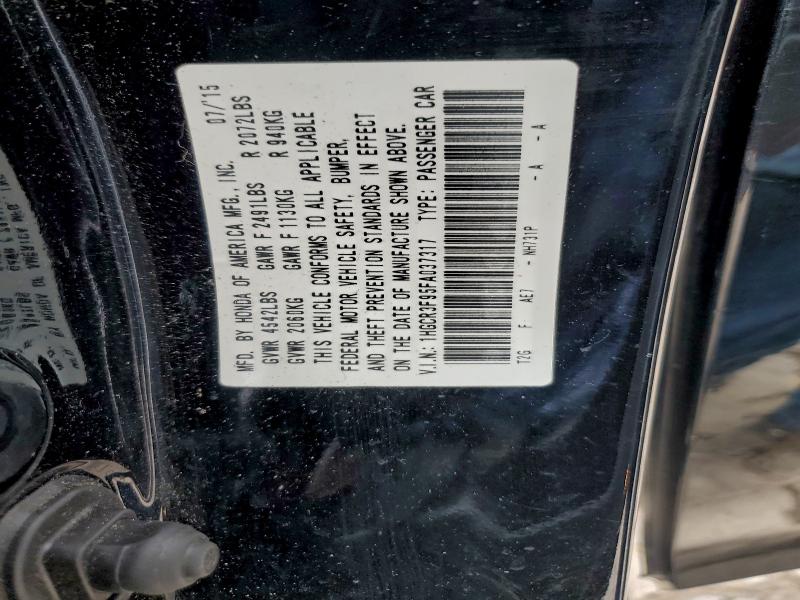 MFD. BY HONDA OF AMERICA MFG., INC. 07/'15
GVWR 4542LBS GAWR F 2491LBS R 2072LBS
GVWR 2060KG GAWR F 1130KG R 940KG
THIS VEHICLE CONFORMS TO ALL APPLICABLE
FEDERAL MOTOR VEHICLE SAFETY, BUMPER,
AND THEFT PREVENTION STANDARDS IN EFFECT
ON THE DATE OF MANUFACTURE SHOWN ABOVE.
V.I.N.: 1HGCR3F95FA037317 TYPE: PASSENGER CAR
T2G F AE7 - NH731P - A - A